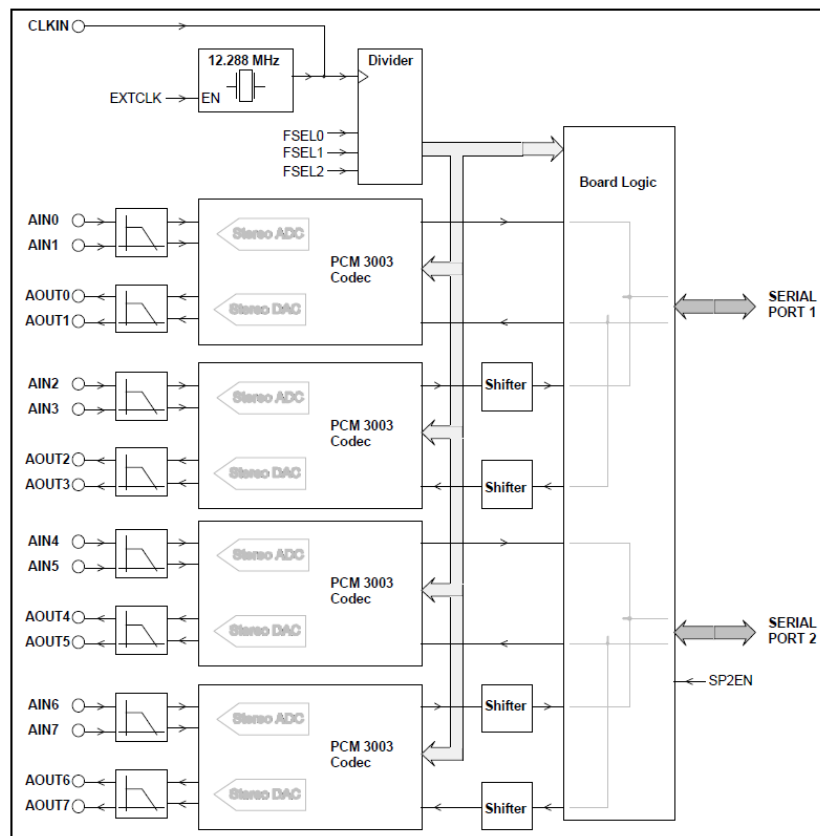 CLKIN
12.288 MHz
Divider
EXTCLK
EN
FSEL0
FSEL1
FSEL2
Board Logic
AIN0
AIN1
Stereo ADC
PCM 3003
Codec
AOUT0
AOUT1
Stereo DAC
SERIAL
PORT 1
AIN2
AIN3
Stereo ADC
PCM 3003
Codec
Shifter
AOUT2
AOUT3
Stereo DAC
Shifter
AIN4
AIN5
Stereo ADC
PCM 3003
Codec
AOUT4
AOUT5
Stereo DAC
SERIAL
PORT 2
SP2EN
AIN6
AIN7
Stereo ADC
PCM 3003
Codec
Shifter
AOUT6
AOUT7
Stereo DAC
Shifter